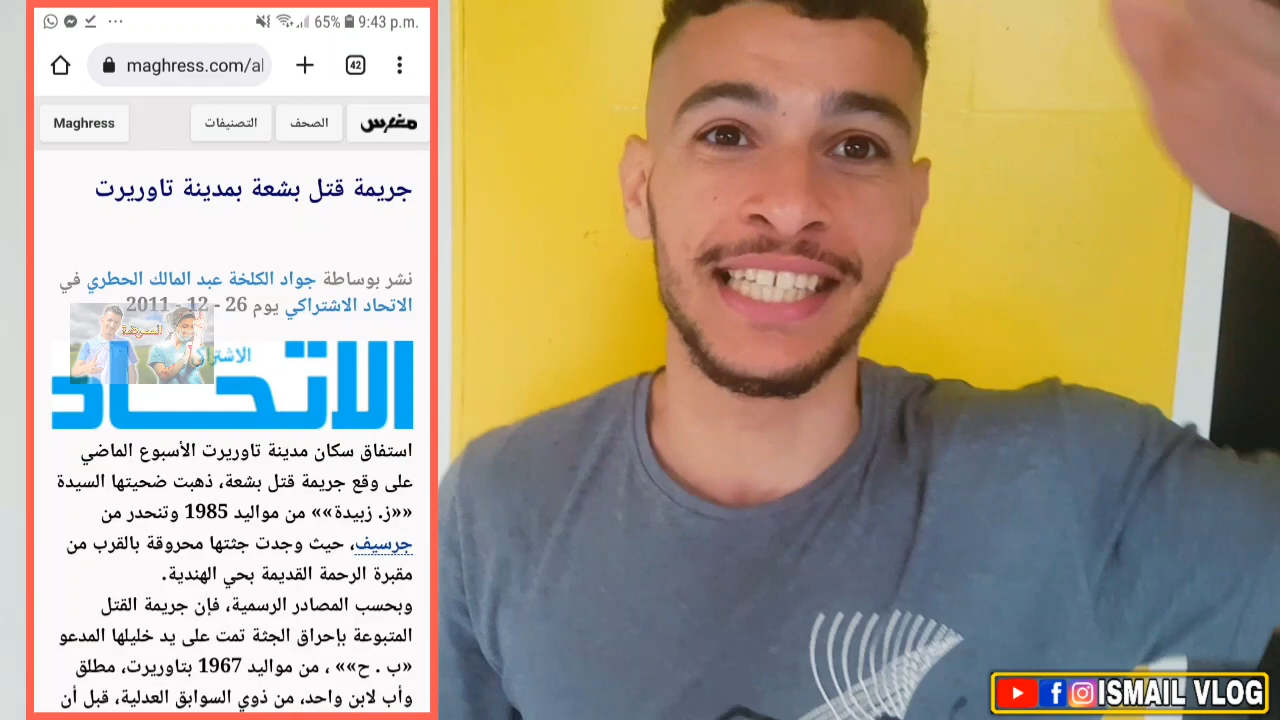 65% 9:43 p.m.
maghress.com/al
42
Maghress
التصنيفات
الصحف
مغرس
جريمة قتل بشعة بمدينة تاوريرت
نشر بوساطة جواد الكلخة عبد المالك الحطري في
الاتحاد الاشتراكي يوم 26 - 12 - 2011
الاتحاد
استفاق سكان مدينة تاوريرت الأسبوع الماضي
على وقع جريمة قتل بشعة، ذهبت ضحيتها السيدة
««ز. زبيدة»» من مواليد 1985 وتنحدر من
جرسيف، حيث وجدت جثتها محروقة بالقرب من
مقبرة الرحمة القديمة بحي الهندية.
وبحسب المصادر الرسمية، فإن جريمة القتل
المتبوعة بإحراق الجثة تمت على يد خليلها المدعو
«ب . ح»» ، من مواليد 1967 بتاوريرت، مطلق
وأب لابن واحد، من ذوي السوابق العدلية، قبل أن
ISMAIL VLOG